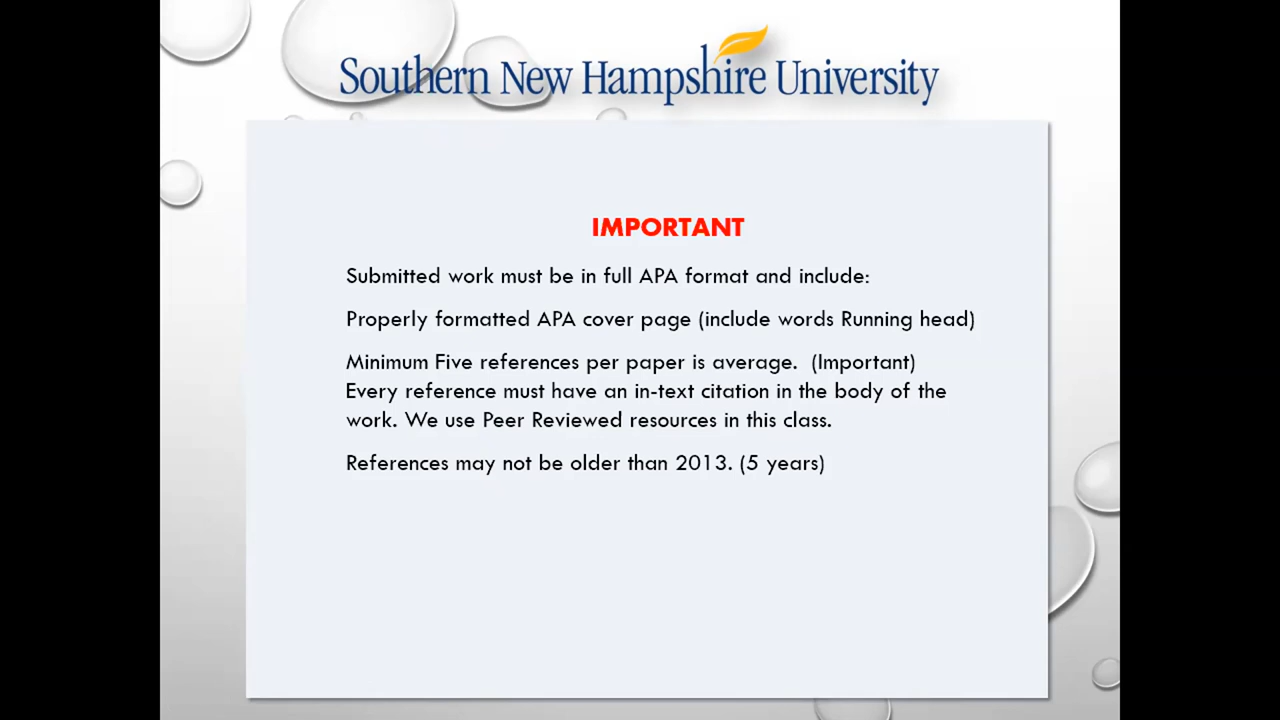 Southern New Hampshire University
IMPORTANT
Submitted work must be in full APA format and include:
Properly formatted APA cover page (include words Running head)
Minimum Five references per paper is average.  (Important)
Every reference must have an in-text citation in the body of the
work. We use Peer Reviewed resources in this class.
References may not be older than 2013. (5 years)